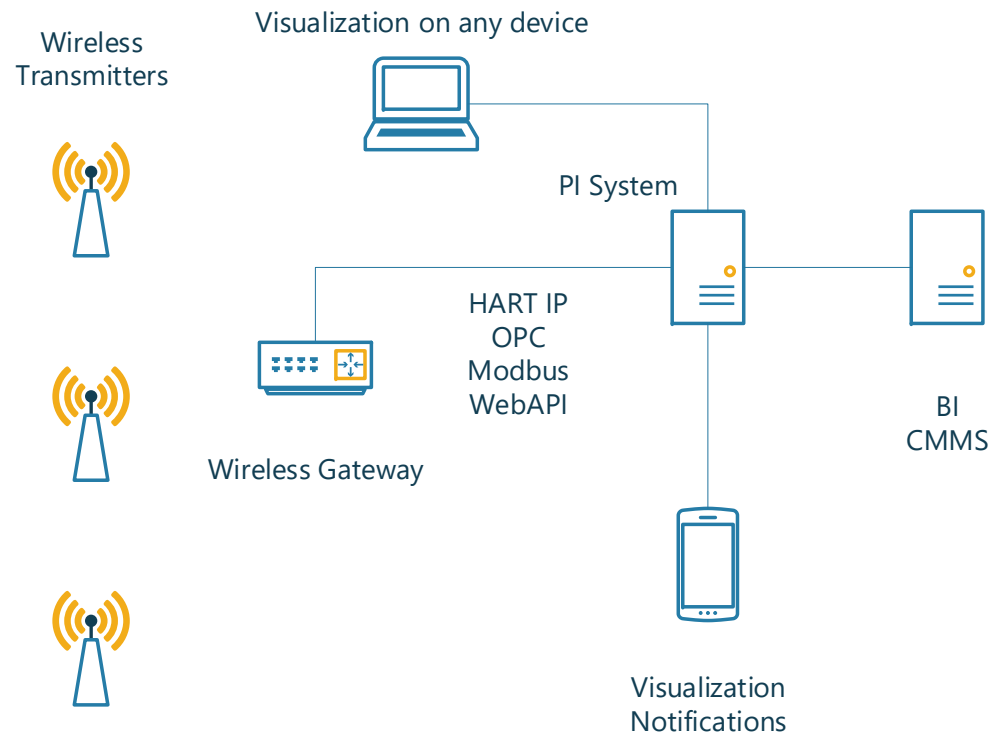 Visualization on any device
Wireless
Transmitters
PI System
HART IP
OPC
Modbus
WebAPI
BI
CMMS
Wireless Gateway
Visualization
Notifications